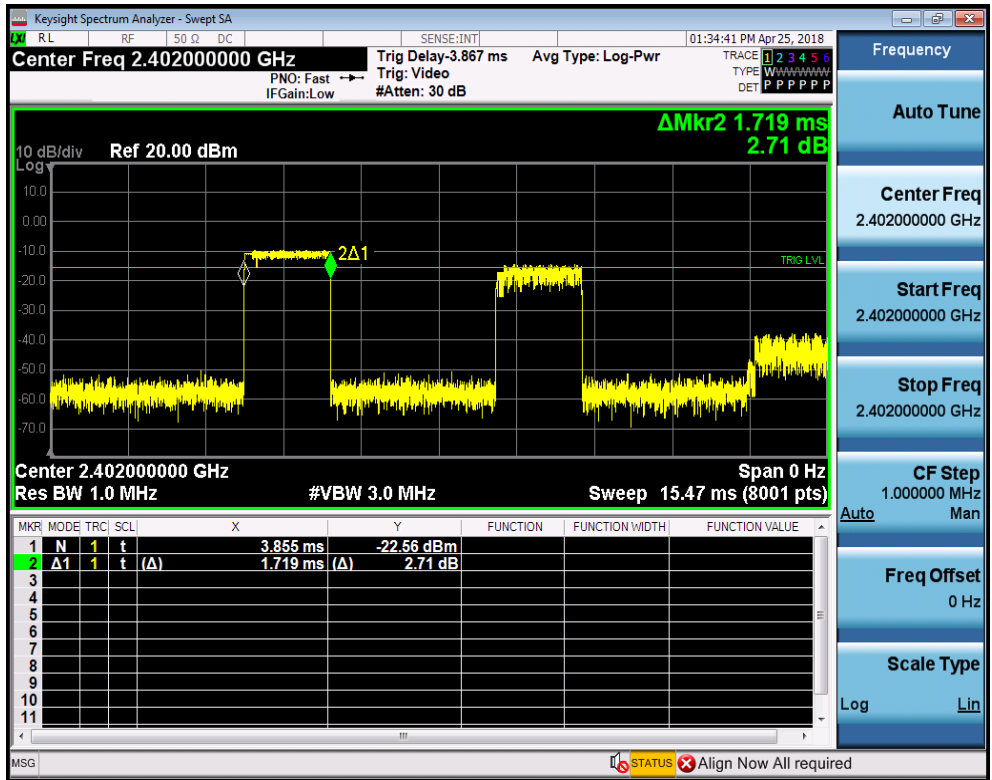 Keysight Spectrum Analyzer - Swept SA
LXI RL RF 50 Ω DC SENSE:INT 01:34:41 PM Apr 25, 2018
Center Freq 2.402000000 GHz
PNO: Fast
IFGain:Low
Trig Delay-3.867 ms
Trig: Video
#Atten: 30 dB
Avg Type: Log-Pwr
TRACE 1 2 3 4 5 6
TYPE WWWWWW
DET P P P P P P
ΔMkr2 1.719 ms
2.71 dB
10 dB/div Ref 20.00 dBm
Log
10.0
0.00
-10.0
-20.0
-30.0
-40.0
-50.0
-60.0
-70.0
2Δ1
TRIG LVL
Center 2.402000000 GHz Span 0 Hz
Res BW 1.0 MHz #VBW 3.0 MHz Sweep 15.47 ms (8001 pts)
MKR MODE TRC SCL X Y FUNCTION FUNCTION WIDTH FUNCTION VALUE
1 N 1 t 3.855 ms -22.56 dBm
2 Δ1 1 t (Δ) 1.719 ms (Δ) 2.71 dB
3
4
5
6
7
8
9
10
11
MSG STATUS Align Now All required
Frequency
Auto Tune
Center Freq
2.402000000 GHz
Start Freq
2.402000000 GHz
Stop Freq
2.402000000 GHz
CF Step
1.000000 MHz
Auto Man
Freq Offset
0 Hz
Scale Type
Log Lin